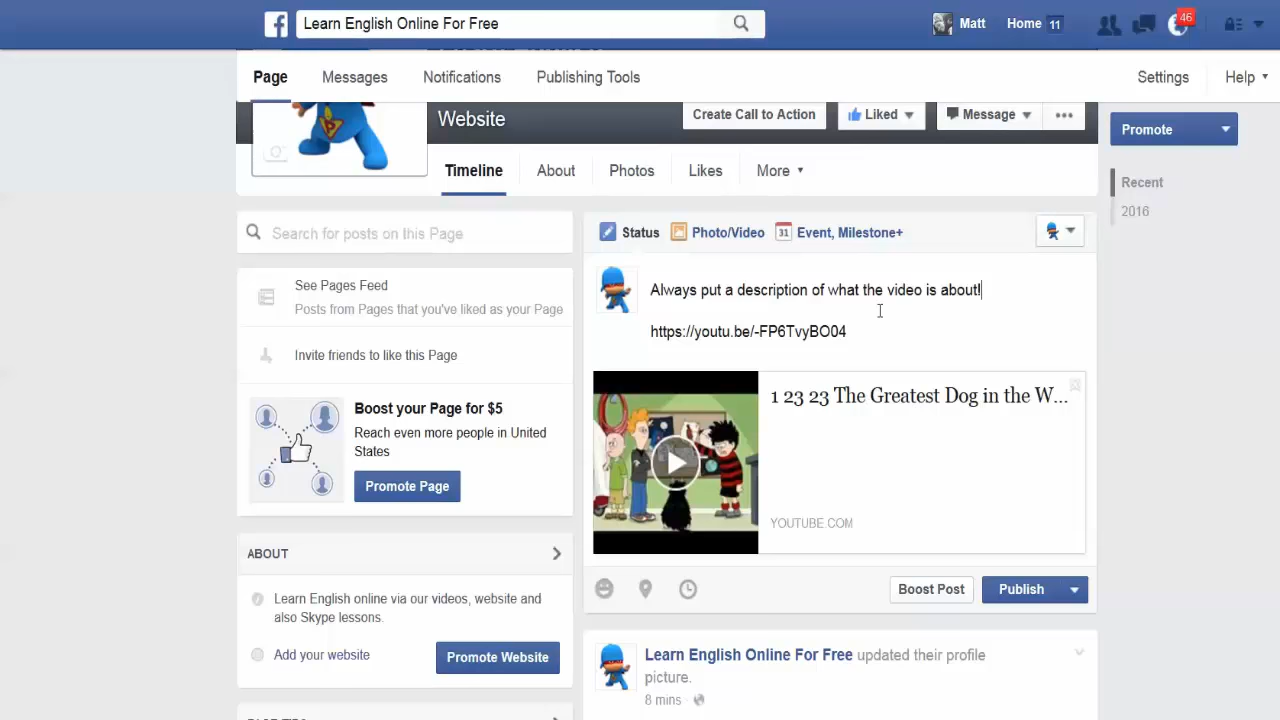 Learn English Online For Free
Matt
Home 11
46
Page
Messages
Notifications
Publishing Tools
Settings
Help
Website
Create Call to Action
Liked
Message
Promote
Timeline
About
Photos
Likes
More
Recent
2016
Search for posts on this Page
Status
Photo/Video
31
Event, Milestone+
See Pages Feed
Posts from Pages that you've liked as your Page
Invite friends to like this Page
Always put a description of what the video is about!
https://youtu.be/-FP6TvyBO04
Boost your Page for $5
Reach even more people in United
States
Promote Page
1 23 23 The Greatest Dog in the W...
YOUTUBE.COM
ABOUT
Learn English online via our videos, website and
also Skype lessons.
Add your website
Promote Website
Boost Post
Publish
Learn English Online For Free updated their profile
picture.
8 mins